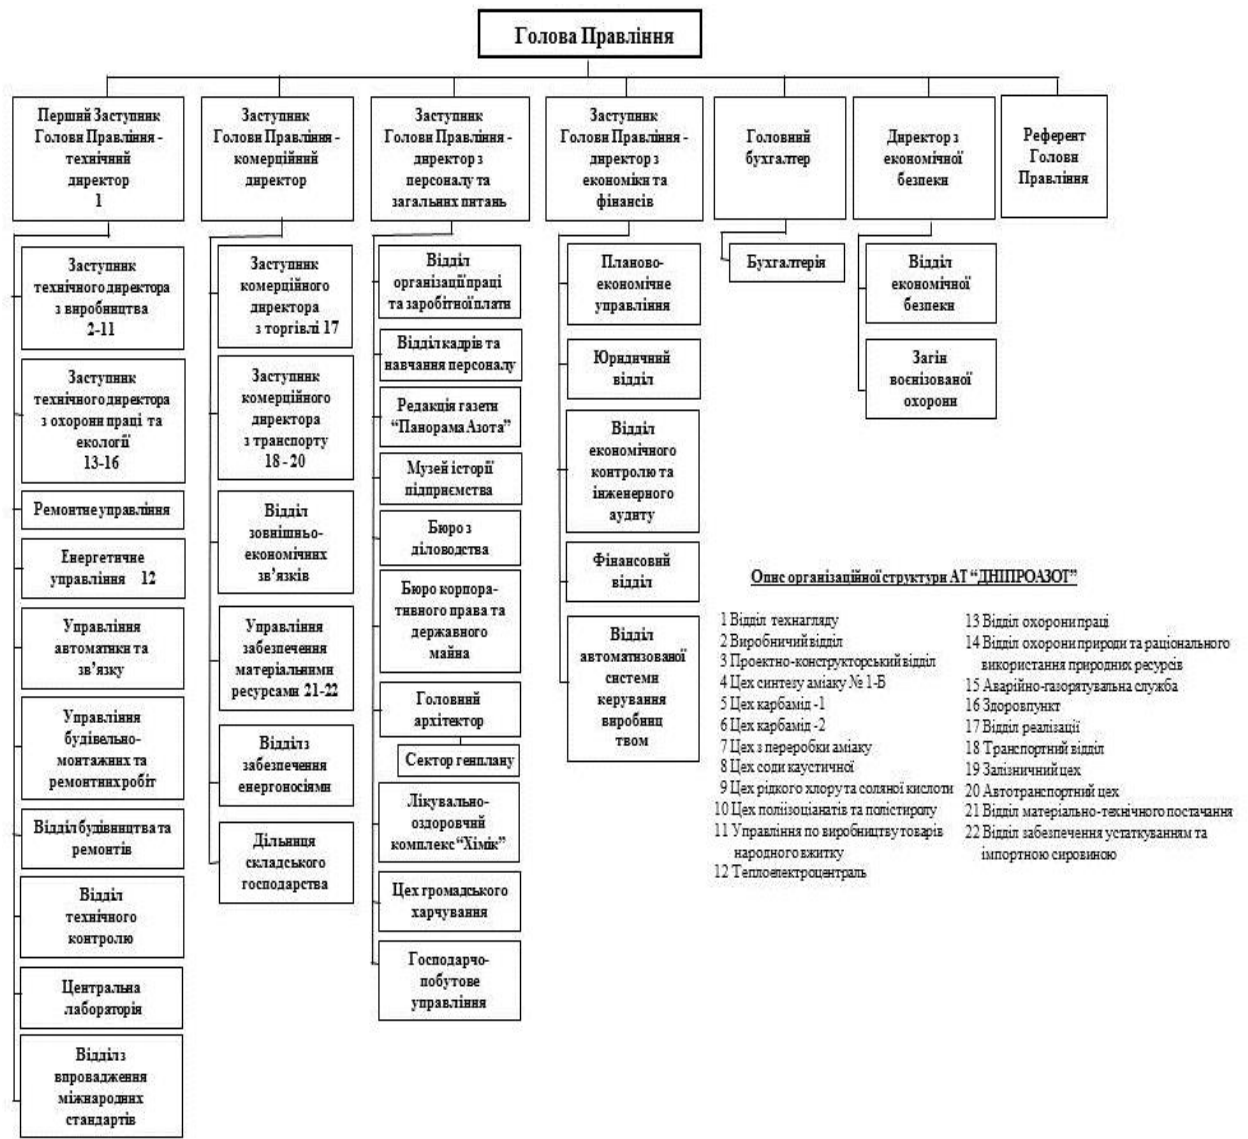 Голова Правління
Перший Заступник
Голови Правління -
технічний
директор
1
Заступник
Голови Правління -
комерційний
директор
Заступник
Голови Правління -
директор з
персоналу та
загальних питань
Заступник
Голови Правління -
директор з
економіки та
фінансів
Головний
бухгалтер
Директор з
економічної
безпеки
Референт
Голови
Правління
Заступник
технічного директора
з виробництва
2-11
Заступник
технічного директора
з охорони праці та
екології
13-16
Ремонтне управління
Енергетичне
управління 12
Управління
автоматики та
зв’язку
Управління
будівельно-
монтажних та
ремонтних робіт
Відділ будівництва та
ремонтів
Відділ
технічного
контролю
Центральна
лабораторія
Відділ з
впровадження
міжнародних
стандартів
Заступник
комерційного
директора
з торгівлі 17
Заступник
комерційного
директора
з транспорту
18 - 20
Відділ
зовнішньо-
економічних
зв’язків
Управління
забезпечення
матеріальними
ресурсами 21-22
Відділ з
забезпечення
енергоносіями
Дільниця
складського
господарства
Відділ
організації праці
та заробітної плати
Відділ кадрів та
навчання персоналу
Редакція газети
“Панорама Азота”
Музей історії
підприємства
Бюро з
діловодства
Бюро корпора-
тивного права та
державного
майна
Головний
архітектор
Сектор генплану
Лікувально-
оздоровчий
комплекс “Хімік”
Цех громадського
харчування
Господарчо-
побутове
управління
Планово-
економічне
управління
Юридичний
відділ
Відділ
економічного
контролю та
інженерного
аудиту
Фінансовий
відділ
Відділ
автоматизованої
системи
керування
виробниц
твом
Бухгалтерія
Відділ
економічної
безпеки
Загін
воєнізованої
охорони
Опис організаційної структури АТ “ДНІПРОАЗОТ”
1 Відділ технагляду
2 Виробничий відділ
3 Проектно-конструкторський відділ
4 Цех синтезу аміаку № 1-Б
5 Цех карбамід -1
6 Цех карбамід -2
7 Цех з переробки аміаку
8 Цех соди каустичної
9 Цех рідкого хлору та соляної кислоти
10 Цех поліізоціанатів та полістиролу
11 Управління по виробництву товарів
народного вжитку
12 Теплоелектроцентраль
13 Відділ охорони праці
14 Відділ охорони природи та раціонального
використання природних ресурсів
15 Аварійно-газорятувальна служба
16 Здоровпункт
17 Відділ реалізації
18 Транспортний відділ
19 Залізничний цех
20 Автотранспортний цех
21 Відділ матеріально-технічного постачання
22 Відділ забезпечення устаткуванням та
імпортною сировиною